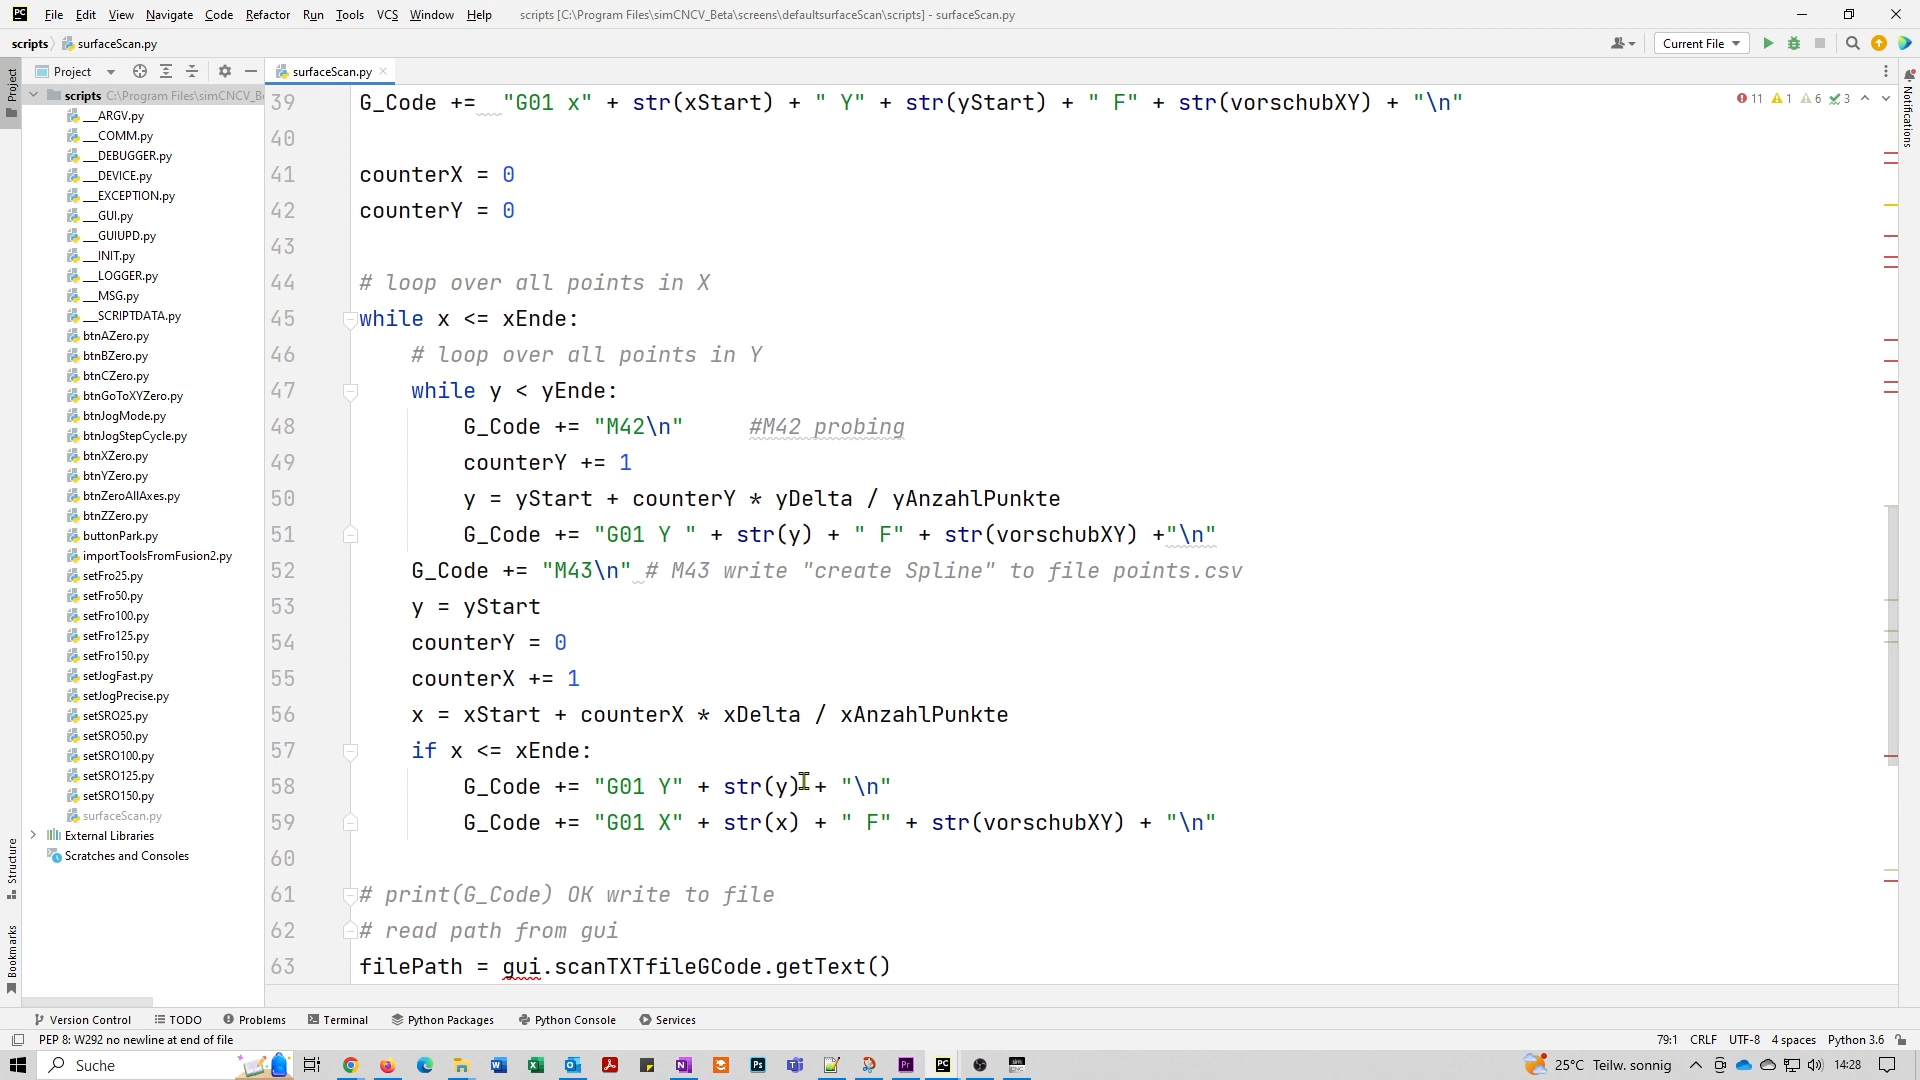 PC File Edit View Navigate Code Refactor Run Tools VCS Window Help scripts [C:\Program Files\simCNCV_Beta\screens\defaultsurfaceScan\scripts] - surfaceScan.py
scripts surfaceScan.py Current File
Project surfaceScan.py
scripts C:\Program Files\simCNCV_B
__ARGV.py
__COMM.py
__DEBUGGER.py
__DEVICE.py
__EXCEPTION.py
__GUI.py
__GUIUPD.py
__INIT.py
__LOGGER.py
__MSG.py
__SCRIPTDATA.py
btnAZero.py
btnBZero.py
btnCZero.py
btnGoToXYZero.py
btnJogMode.py
btnJogStepCycle.py
btnXZero.py
btnYZero.py
btnZeroAllAxes.py
btnZZero.py
buttonPark.py
importToolsFromFusion2.py
setFro25.py
setFro50.py
setFro100.py
setFro125.py
setFro150.py
setJogFast.py
setJogPrecise.py
setSRO25.py
setSRO50.py
setSRO100.py
setSRO125.py
setSRO150.py
surfaceScan.py
External Libraries
Scratches and Consoles
Project
Structure
Bookmarks
39 G_Code += "G01 x" + str(xStart) + " Y" + str(yStart) + " F" + str(vorschubXY) + "\n"
40
41 counterX = 0
42 counterY = 0
43
44 # loop over all points in X
45 while x <= xEnde:
46 # loop over all points in Y
47 while y < yEnde:
48 G_Code += "M42\n" #M42 probing
49 counterY += 1
50 y = yStart + counterY * yDelta / yAnzahlPunkte
51 G_Code += "G01 Y " + str(y) + " F" + str(vorschubXY) +"\n"
52 G_Code += "M43\n" # M43 write "create Spline" to file points.csv
53 y = yStart
54 counterY = 0
55 counterX += 1
56 x = xStart + counterX * xDelta / xAnzahlPunkte
57 if x <= xEnde:
58 G_Code += "G01 Y" + str(y) + "\n"
59 G_Code += "G01 X" + str(x) + " F" + str(vorschubXY) + "\n"
60
61 # print(G_Code) OK write to file
62 # read path from gui
63 filePath = gui.scanTXTfileGCode.getText()
11 1 6 3
Notifications
Version Control TODO Problems Terminal Python Packages Python Console Services
PEP 8: W292 no newline at end of file 79:1 CRLF UTF-8 4 spaces Python 3.6
Suche 25°C Teilw. sonnig 14:28